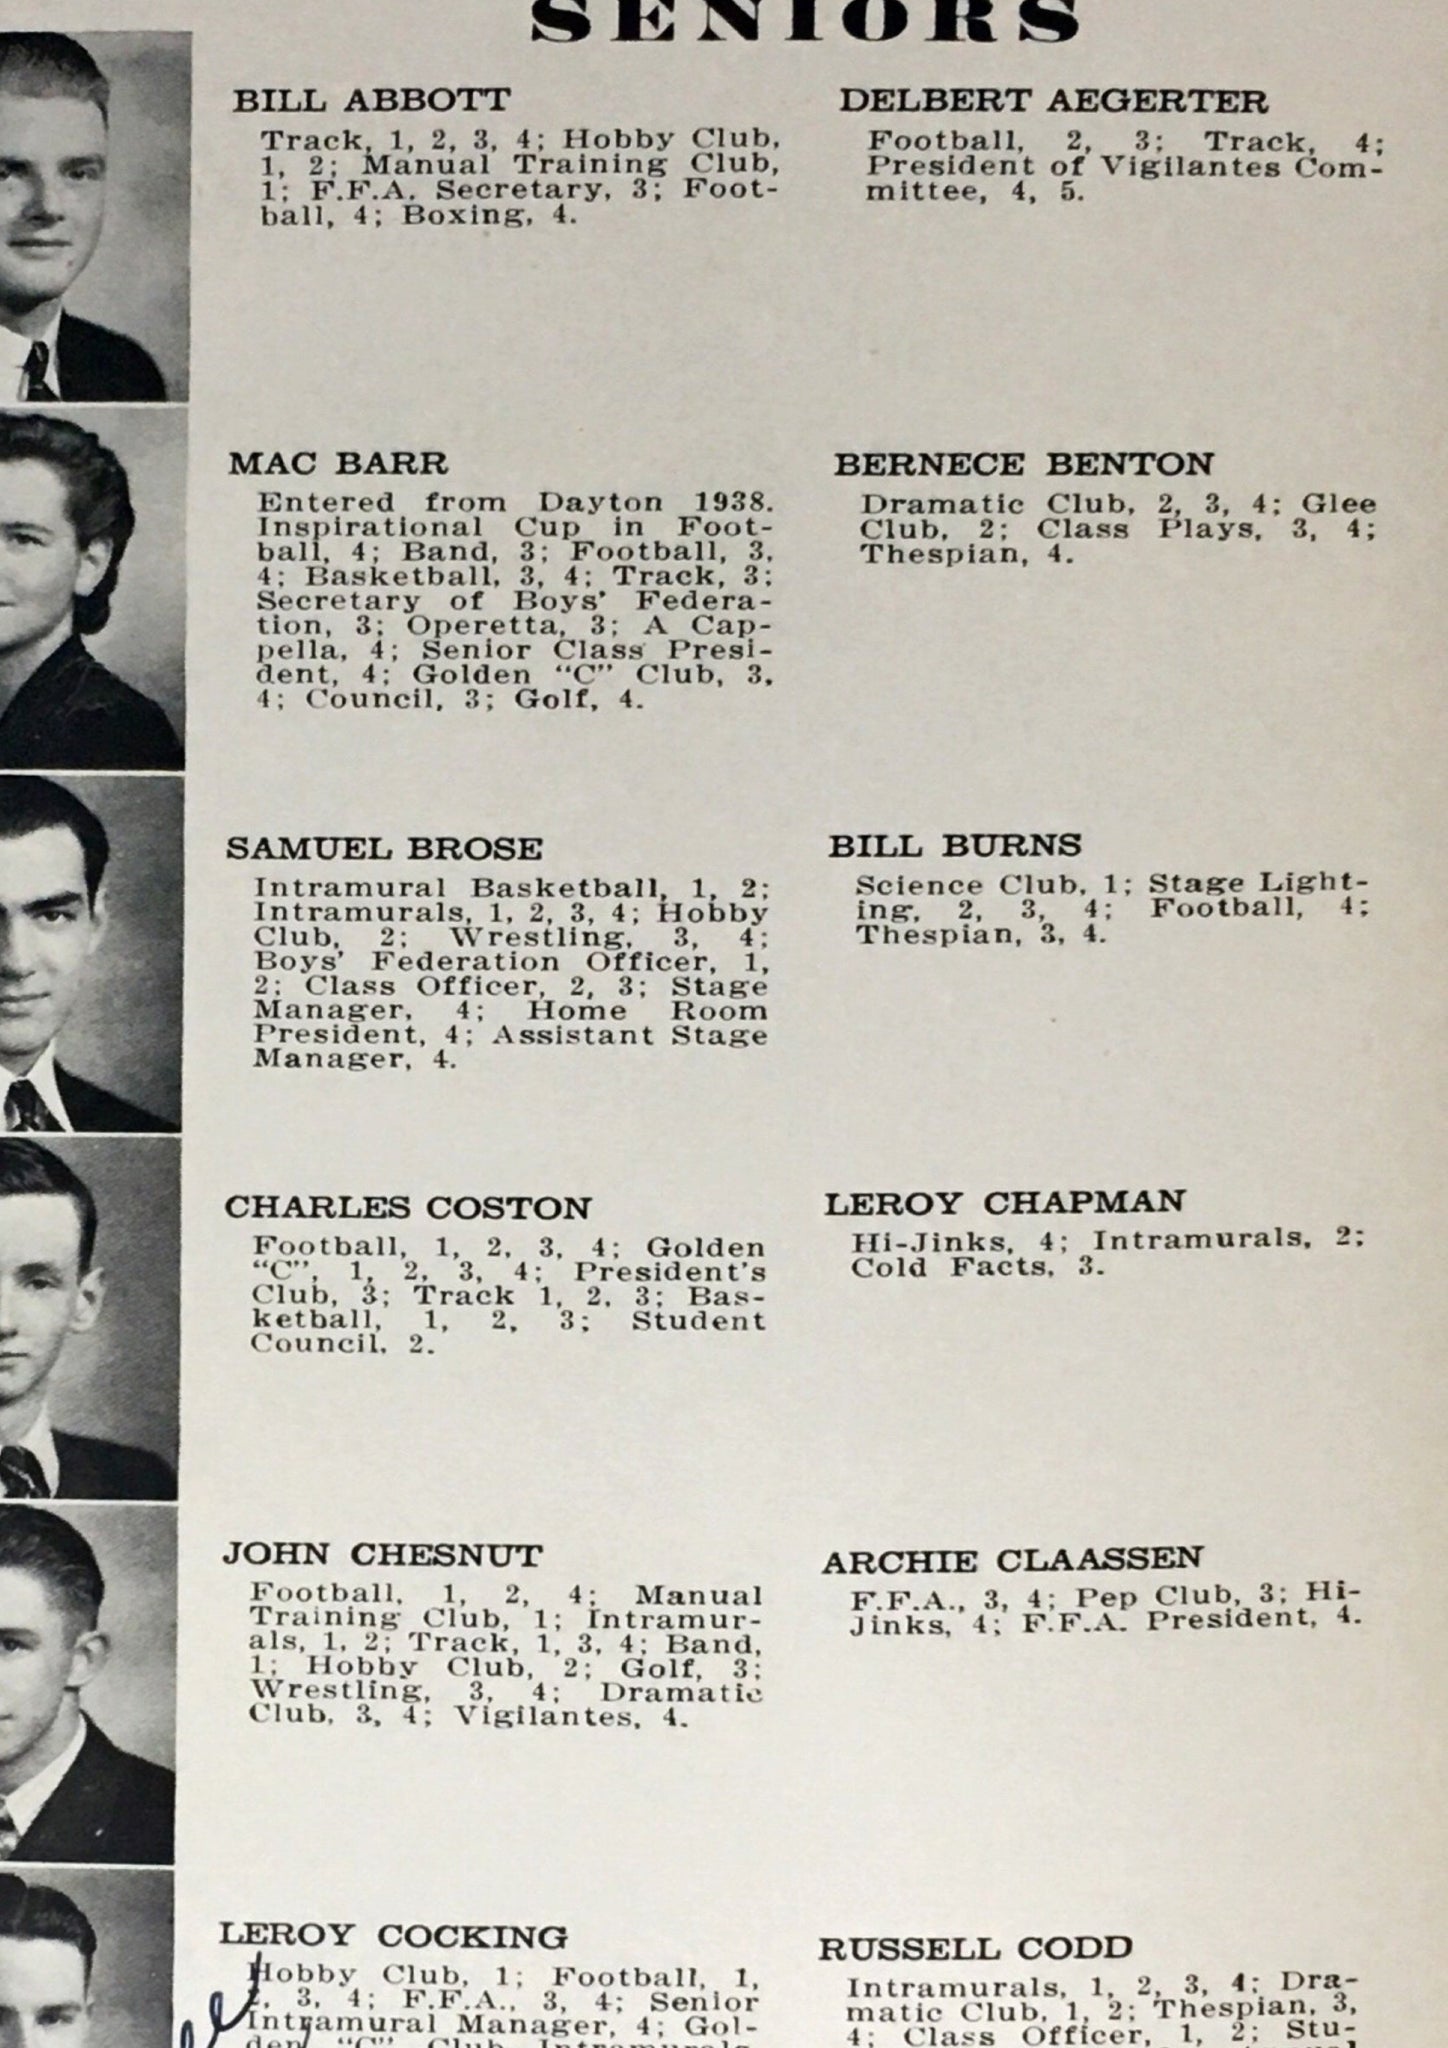 SENIORS
BILL ABBOTT
Track, 1, 2, 3, 4; Hobby Club,
1, 2; Manual Training Club,
1; F.F.A. Secretary, 3; Foot-
ball, 4; Boxing, 4.
DELBERT AEGERTER
Football, 2, 3; Track, 4;
President of Vigilantes Com-
mittee, 4, 5.
MAC BARR
Entered from Dayton 1938.
Inspirational Cup in Foot-
ball, 4; Band, 3; Football, 3,
4; Basketball, 3, 4; Track, 3;
Secretary of Boys' Federa-
tion, 3; Operetta, 3; A Cap-
pella, 4; Senior Class Presi-
dent, 4; Golden "C" Club, 3,
4; Council, 3; Golf, 4.
BERNECE BENTON
Dramatic Club, 2, 3, 4; Glee
Club, 2; Class Plays, 3, 4;
Thespian, 4.
SAMUEL BROSE
Intramural Basketball, 1, 2;
Intramurals, 1, 2, 3, 4; Hobby
Club, 2; Wrestling, 3, 4;
Boys' Federation Officer, 1,
2; Class Officer, 2, 3; Stage
Manager, 4; Home Room
President, 4; Assistant Stage
Manager, 4.
BILL BURNS
Science Club, 1; Stage Light-
ing, 2, 3, 4; Football, 4;
Thespian, 3, 4.
CHARLES COSTON
Football, 1, 2, 3, 4; Golden
"C", 1, 2, 3, 4; President's
Club, 3; Track 1, 2, 3; Bas-
ketball, 1, 2, 3; Student
Council, 2.
LEROY CHAPMAN
Hi-Jinks, 4; Intramurals, 2;
Cold Facts, 3.
JOHN CHESNUT
Football, 1, 2, 4; Manual
Training Club, 1; Intramur-
als, 1, 2; Track, 1, 3, 4; Band,
1; Hobby Club, 2; Golf, 3;
Wrestling, 3, 4; Dramatic
Club, 3, 4; Vigilantes, 4.
ARCHIE CLAASSEN
F.F.A., 3, 4; Pep Club, 3; Hi-
Jinks, 4; F.F.A. President, 4.
LEROY COCKING
Hobby Club, 1; Football, 1,
2, 3, 4; F.F.A., 3, 4; Senior
Intramural Manager, 4; Gol-
den "C" Club, Intramurals,
RUSSELL CODD
Intramurals, 1, 2, 3, 4; Dra-
matic Club, 1, 2; Thespian, 3,
4; Class Officer, 1, 2; Stu-